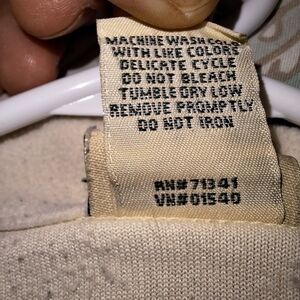 MACHINE WASH COLD
WITH LIKE COLORS
DELICATE CYCLE
DO NOT BLEACH
TUMBLE DRY LOW
REMOVE PROMPTLY
DO NOT IRON
RN# 71341
VN# 01540